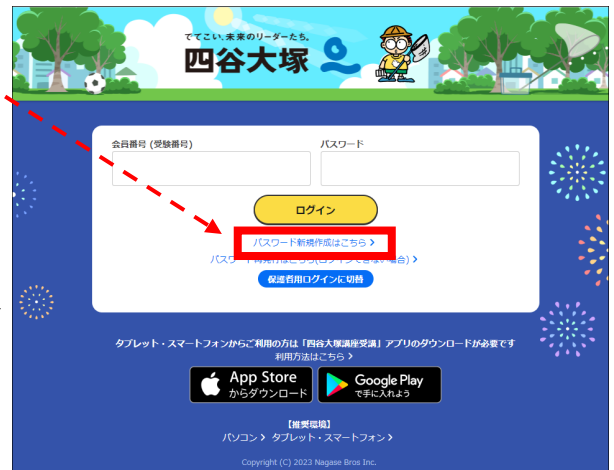 でてこい、未来のリーダーたち。
四谷大塚
会員番号 (受験番号)
パスワード
ログイン
パスワード新規作成はこちら >
パスワード再発行はこちら(ログインできない場合) >
保護者用ログインに切替
タブレット・スマートフォンからご利用の方は「四谷大塚講座受講」アプリのダウンロードが必要です
利用方法はこちら >
App Store
からダウンロード
Google Play
で手に入れよう
【推奨環境】
パソコン > タブレット・スマートフォン >
Copyright (C) 2023 Nagase Bros Inc.